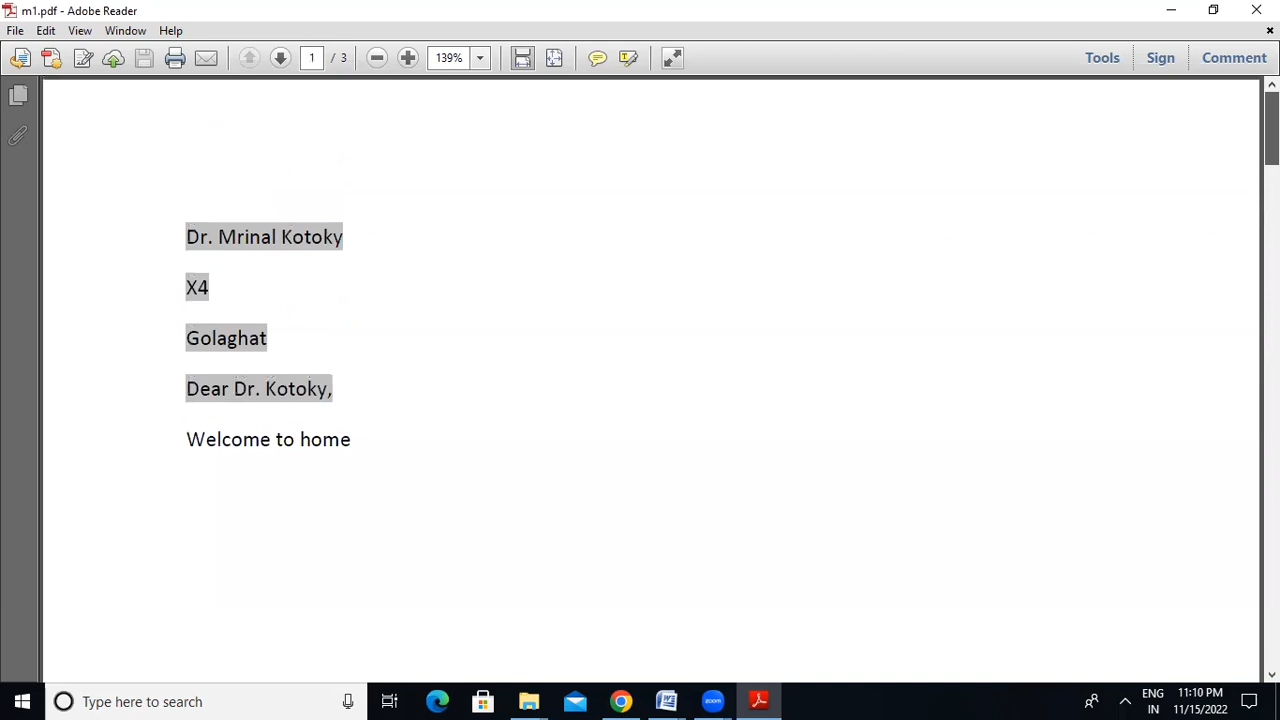 m1.pdf - Adobe Reader
File Edit View Window Help
1 / 3 139% Tools Sign Comment
Dr. Mrinal Kotoky
X4
Golaghat
Dear Dr. Kotoky,
Welcome to home
Type here to search
zoom
ENG
IN
11:10 PM
11/15/2022